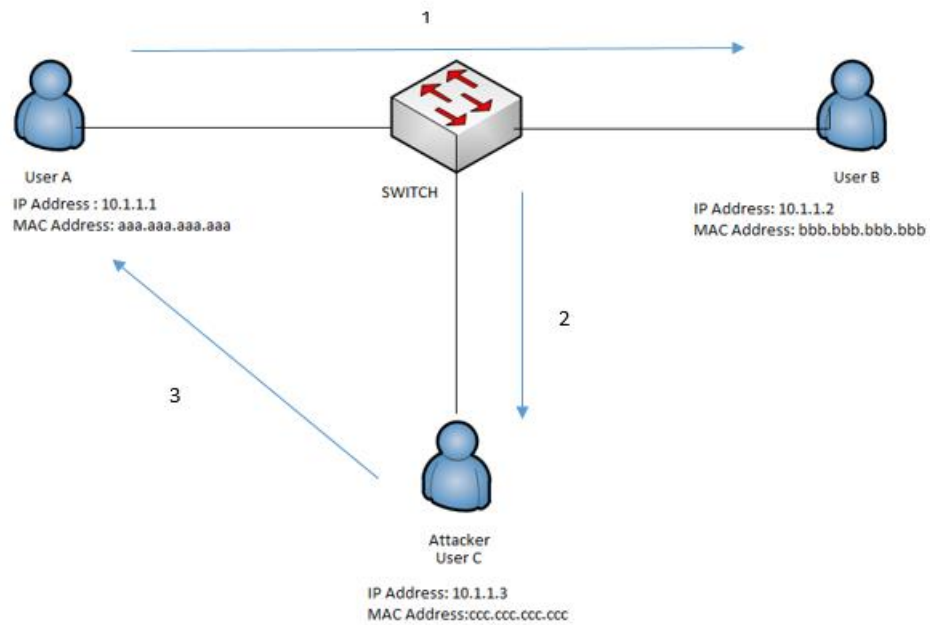 1
User A
IP Address : 10.1.1.1
MAC Address: aaa.aaa.aaa.aaa
SWITCH
User B
IP Address: 10.1.1.2
MAC Address: bbb.bbb.bbb.bbb
2
3
Attacker
User C
IP Address: 10.1.1.3
MAC Address:ccc.ccc.ccc.ccc